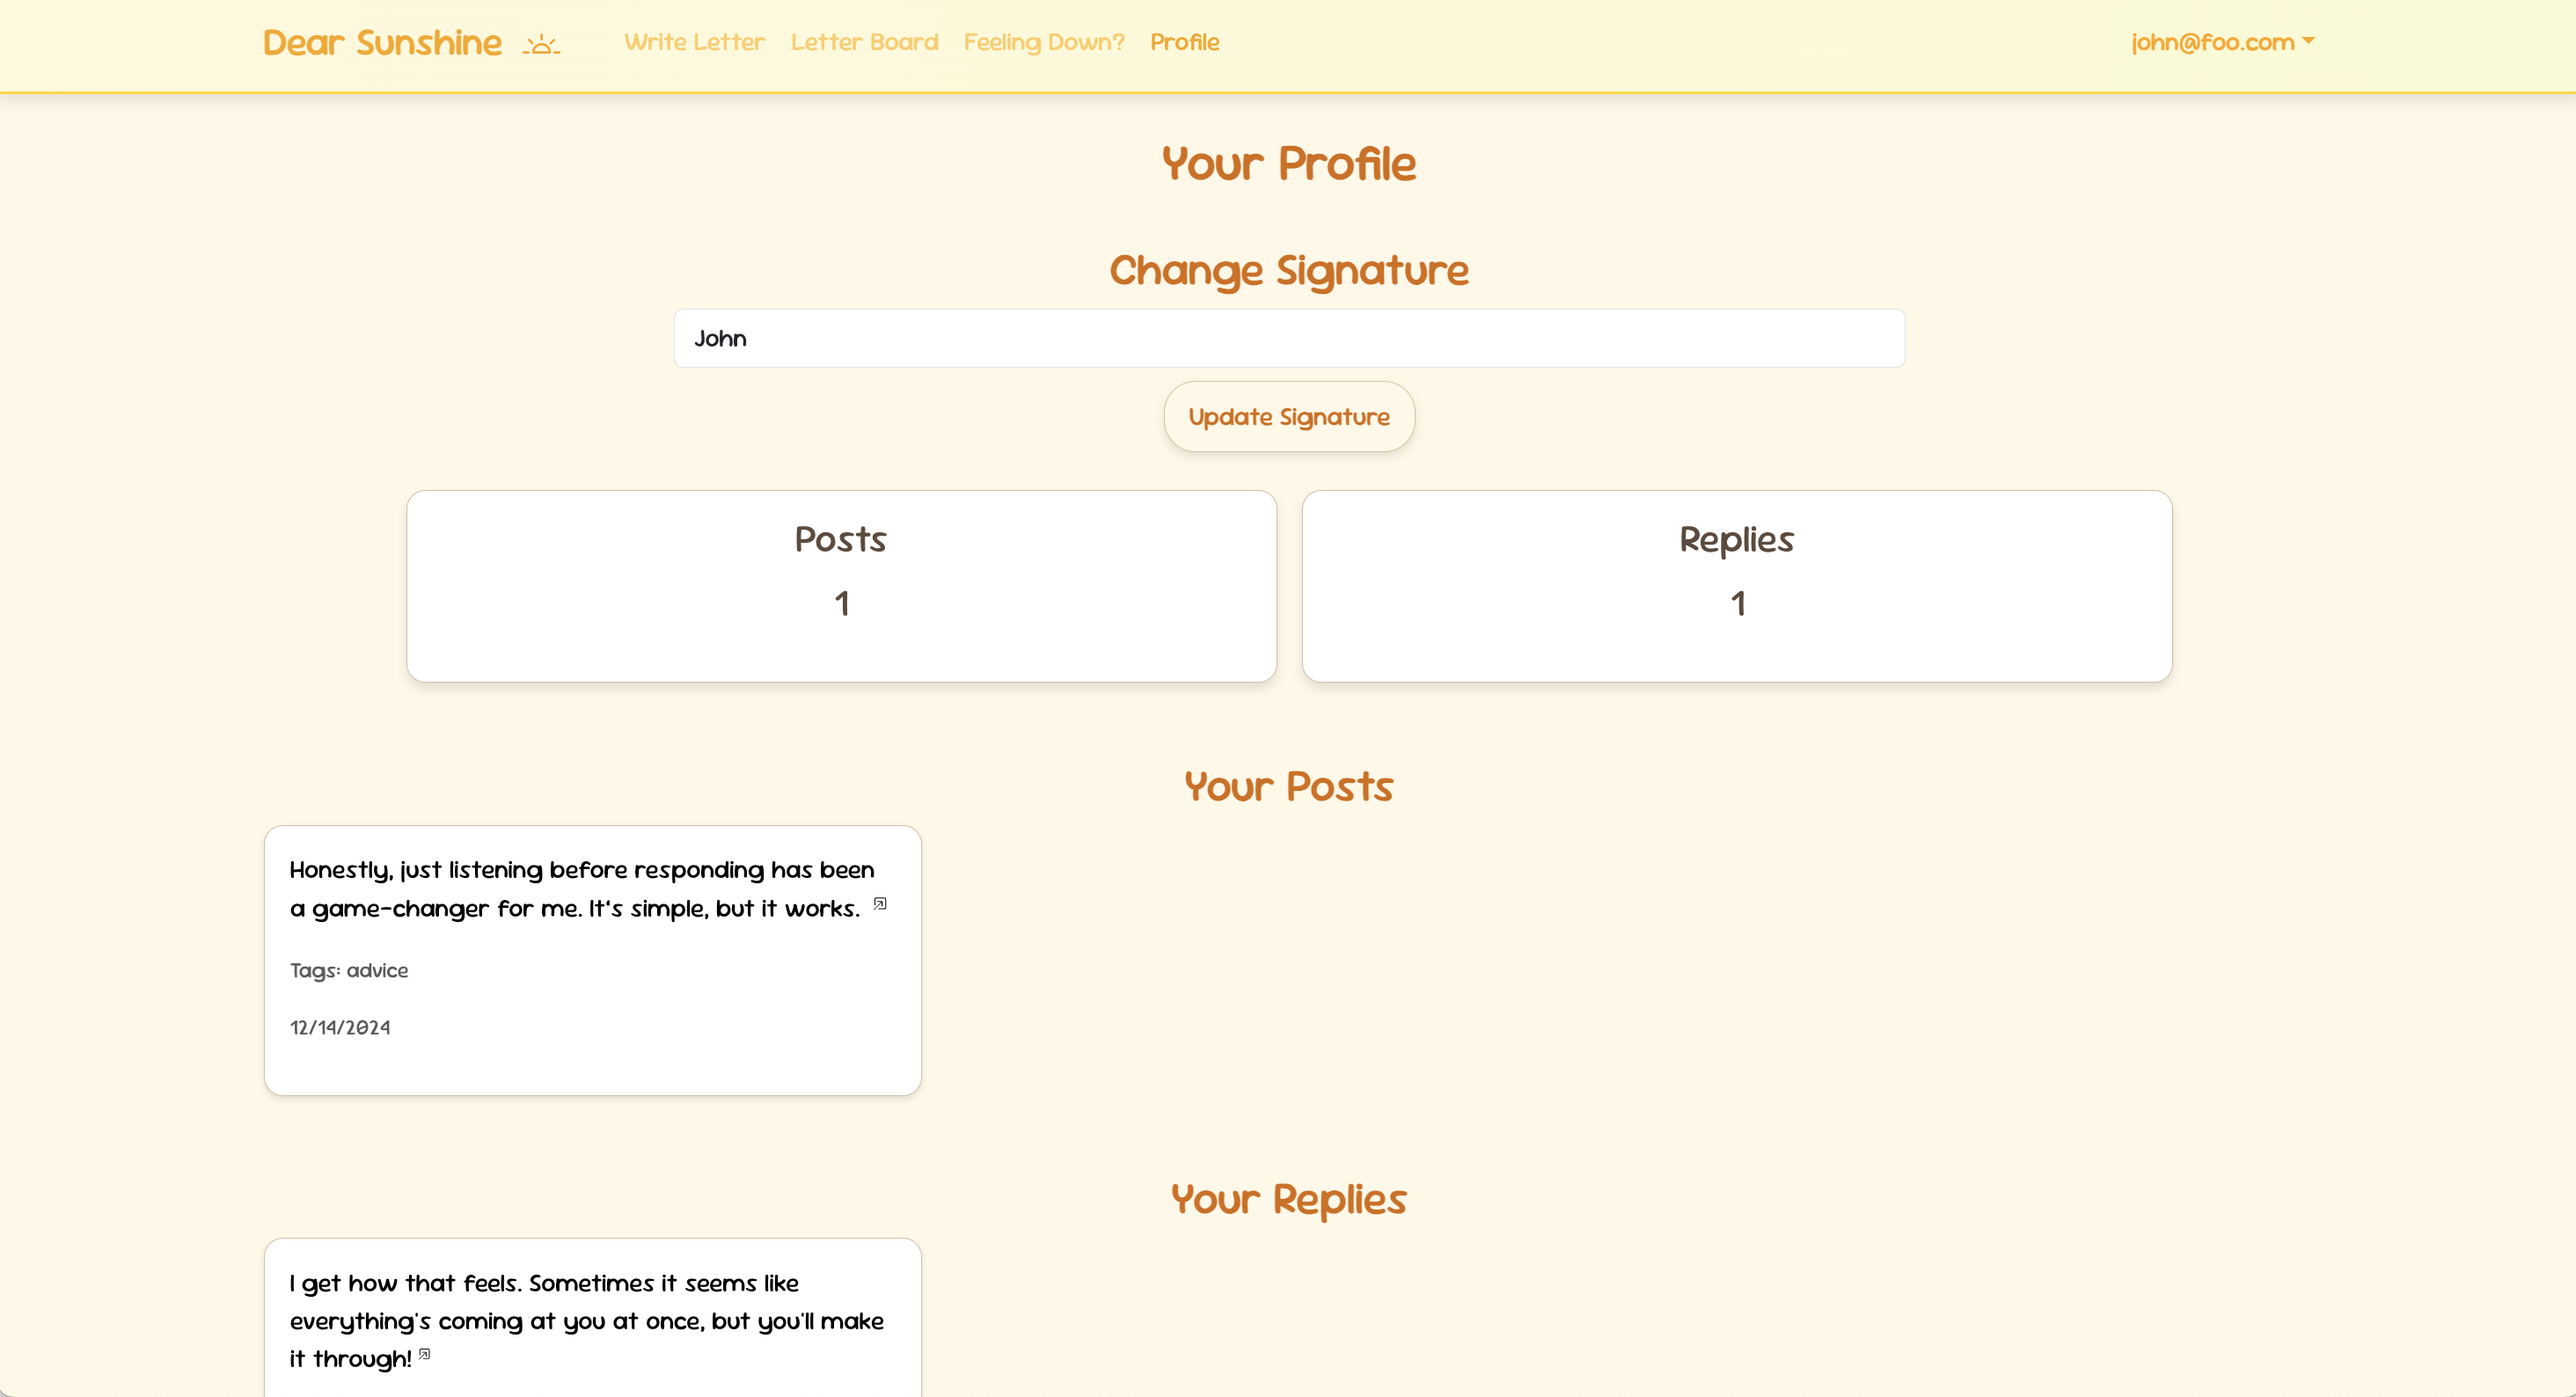 Dear Sunshine
Write Letter
Letter Board
Feeling Down?
Profile
john@foo.com
Your Profile
Change Signature
John
Update Signature
Posts
1
Replies
1
Your Posts
Honestly, just listening before responding has been
a game-changer for me. It‘s simple, but it works.
Tags: advice
12/14/2024
Your Replies
I get how that feels. Sometimes it seems like
everything's coming at you at once, but you'll make
it through!